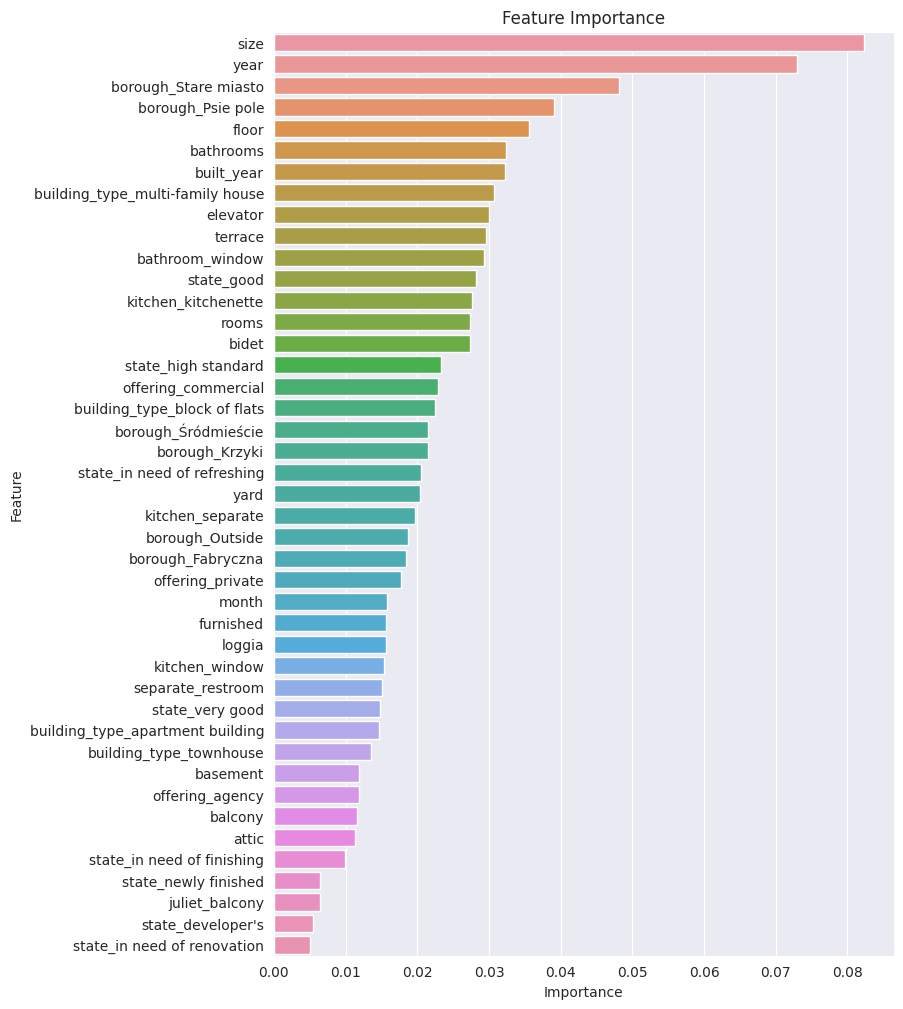 Feature Importance
size
year
borough_Stare miasto
borough_Psie pole
floor
bathrooms
built_year
building_type_multi-family house
elevator
terrace
bathroom_window
state_good
kitchen_kitchenette
rooms
bidet
state_high standard
offering_commercial
building_type_block of flats
borough_Śródmieście
borough_Krzyki
state_in need of refreshing
yard
kitchen_separate
borough_Outside
borough_Fabryczna
offering_private
month
furnished
loggia
kitchen_window
separate_restroom
state_very good
building_type_apartment building
building_type_townhouse
basement
offering_agency
balcony
attic
state_in need of finishing
state_newly finished
juliet_balcony
state_developer's
state_in need of renovation
Feature
0.00 0.01 0.02 0.03 0.04 0.05 0.06 0.07 0.08
Importance